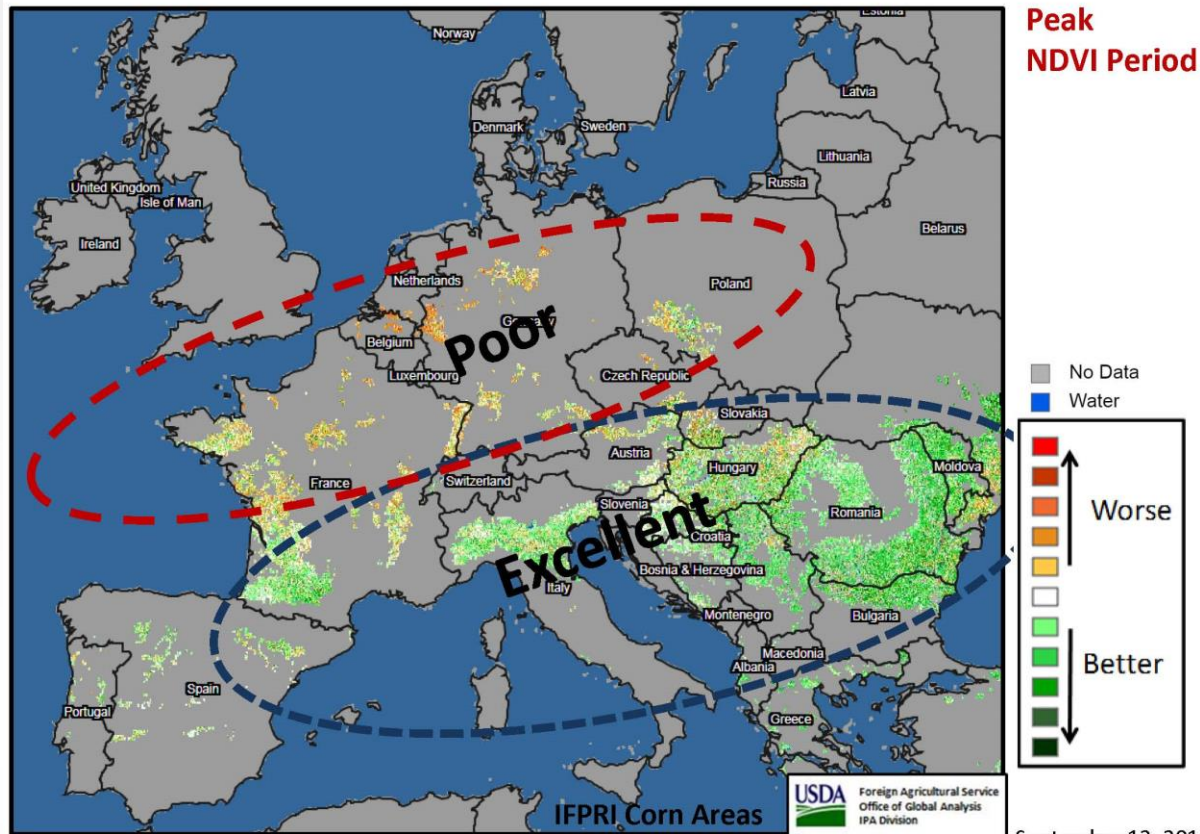 Peak
NDVI Period
Norway
Estonia
Latvia
Denmark
Sweden
Lithuania
United Kingdom
Isle of Man
Russia
Ireland
Belarus
Netherlands
Poland
Germany
Poor
Belgium
Luxembourg
Czech Republic
No Data
Water
Slovakia
Austria
Hungary
Moldova
France
Switzerland
Slovenia
Romania
Worse
Croatia
Excellent
Bosnia & Herzegovina
Italy
Montenegro
Bulgaria
Macedonia
Albania
Better
Spain
Portugal
Greece
IFPRI Corn Areas
USDA
Foreign Agricultural Service
Office of Global Analysis
IPA Division